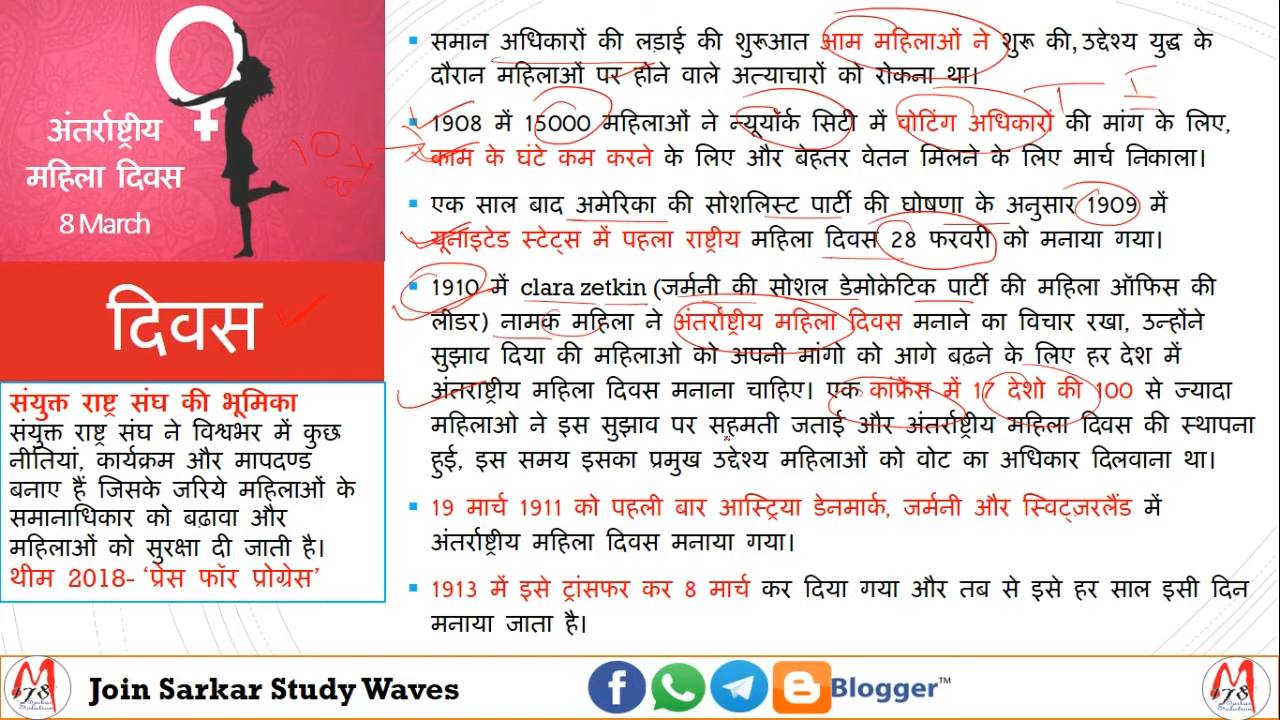 अंतर्राष्ट्रीय
महिला दिवस
8 March
दिवस
संयुक्त राष्ट्र संघ की भूमिका
संयुक्त राष्ट्र संघ ने विश्वभर में कुछ
नीतियां, कार्यक्रम और मापदण्ड
बनाए हैं जिसके जरिये महिलाओं के
समानाधिकार को बढ़ावा और
महिलाओं को सुरक्षा दी जाती है।
थीम 2018- ‘प्रेस फॉर प्रोग्रेस’
समान अधिकारों की लड़ाई की शुरूआत आम महिलाओं ने शुरू की, उद्देश्य युद्ध के
दौरान महिलाओं पर होने वाले अत्याचारों को रोकना था।
1908 में 15000 महिलाओं ने न्यूयॉर्क सिटी में वोटिंग अधिकारों की मांग के लिए,
काम के घंटे कम करने के लिए और बेहतर वेतन मिलने के लिए मार्च निकाला।
एक साल बाद अमेरिका की सोशलिस्ट पार्टी की घोषणा के अनुसार 1909 में
यूनाइटेड स्टेट्स में पहला राष्ट्रीय महिला दिवस 28 फरवरी को मनाया गया।
1910 में clara zetkin (जर्मनी की सोशल डेमोक्रेटिक पार्टी की महिला ऑफिस की
लीडर) नामक महिला ने अंतर्राष्ट्रीय महिला दिवस मनाने का विचार रखा, उन्होंने
सुझाव दिया की महिलाओ को अपनी मांगो को आगे बढ़ने के लिए हर देश में
अंतराष्ट्रीय महिला दिवस मनाना चाहिए। एक कांफ्रेंस में 17 देशो की 100 से ज्यादा
महिलाओ ने इस सुझाव पर सहमती जताई और अंतर्राष्ट्रीय महिला दिवस की स्थापना
हुई, इस समय इसका प्रमुख उद्देश्य महिलाओं को वोट का अधिकार दिलवाना था।
19 मार्च 1911 को पहली बार आस्ट्रिया डेनमार्क, जर्मनी और स्विट्ज़रलैंड में
अंतर्राष्ट्रीय महिला दिवस मनाया गया।
1913 में इसे ट्रांसफर कर 8 मार्च कर दिया गया और तब से इसे हर साल इसी दिन
मनाया जाता है।
Join Sarkar Study Waves
Blogger™